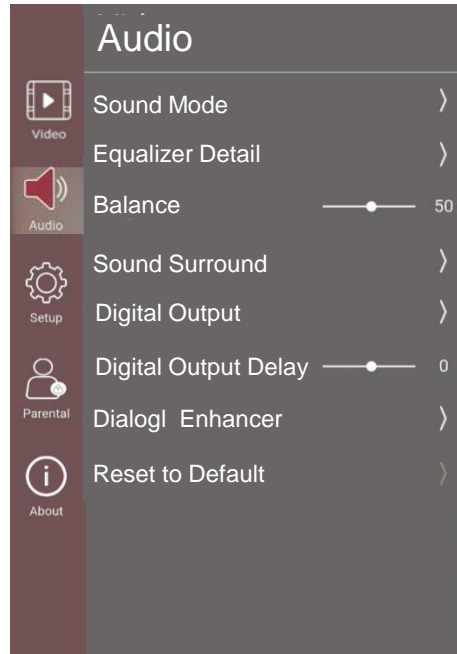 Audio
Video
Audio
Setup
Parental
About
Sound Mode
Equalizer Detail
Balance 50
Sound Surround
Digital Output
Digital Output Delay 0
Dialogl Enhancer
Reset to Default